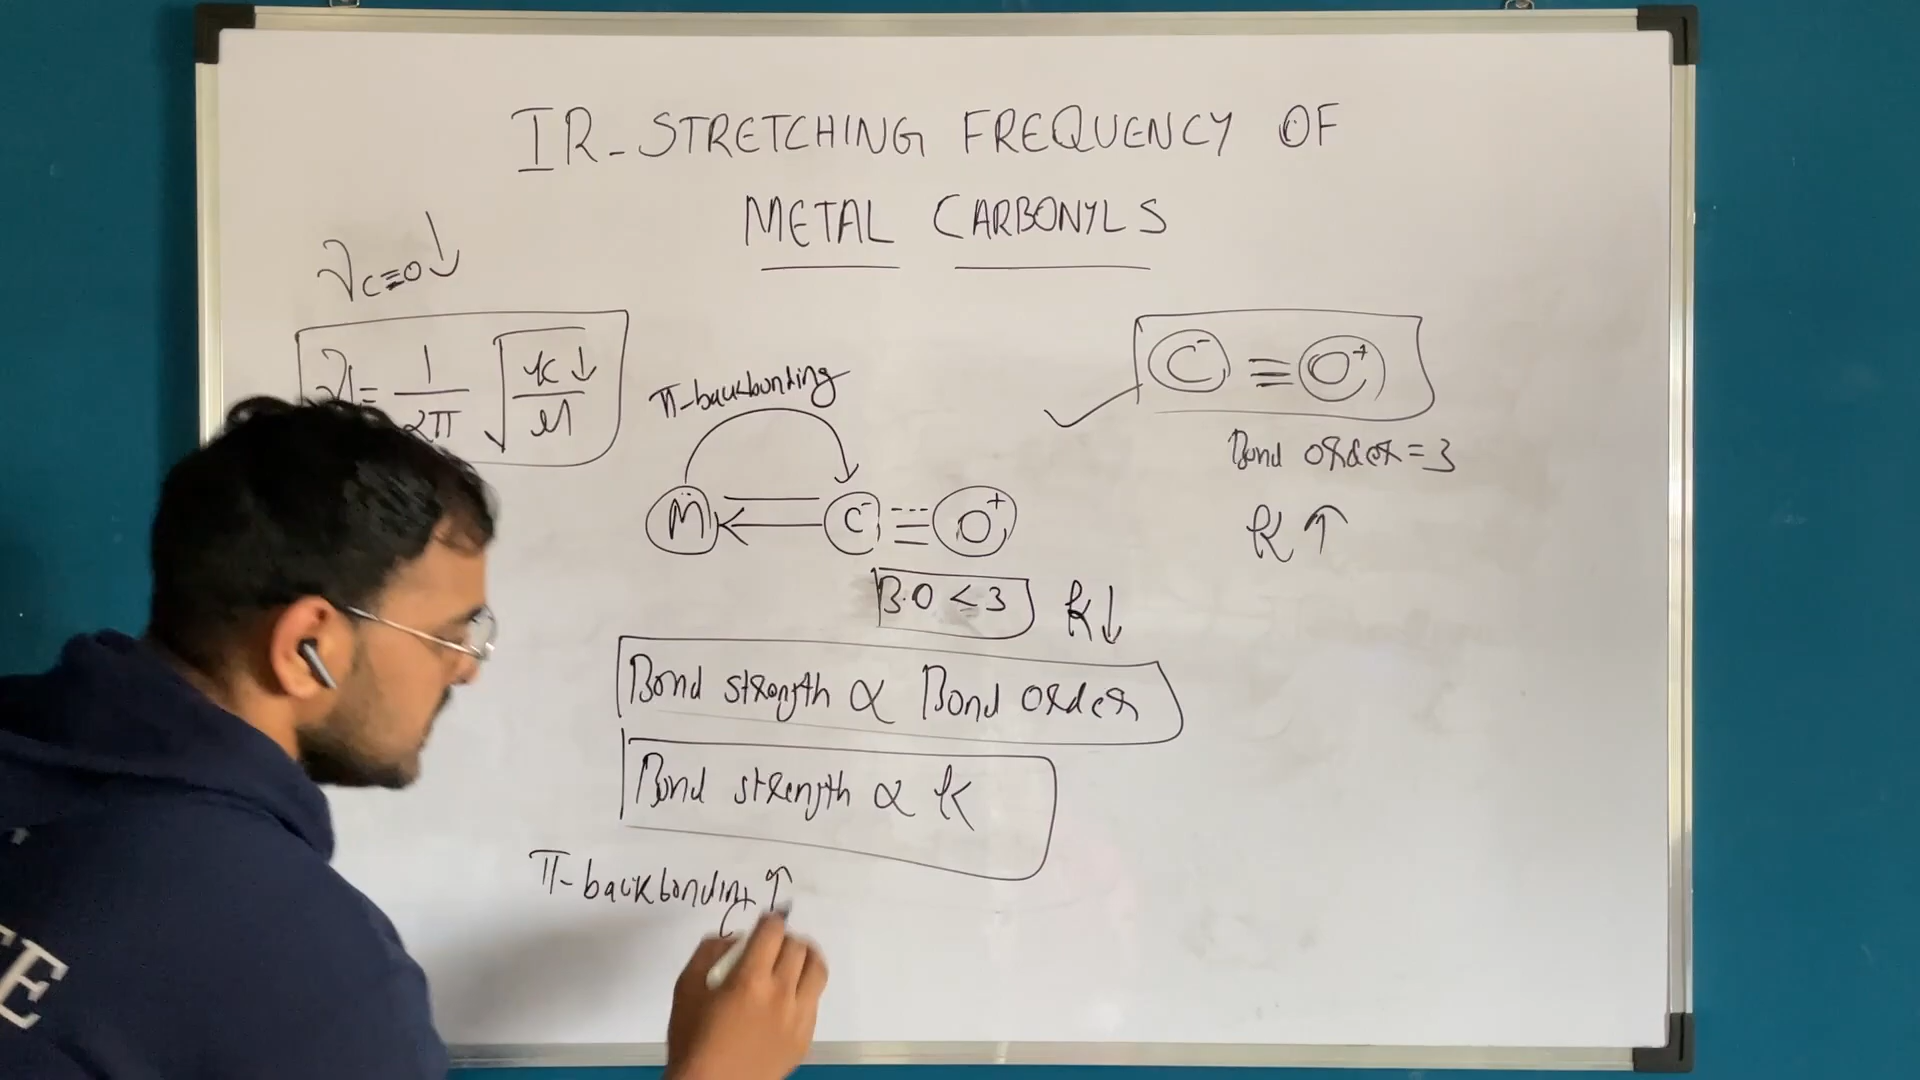 IR-STRETCHING FREQUENCY OF
METAL CARBONYLS
ν C≡O ↓
ν = 1/2π √(K↓/μ)
π-backbonding
M C⁻ O⁺
B.O < 3 K↓
C⁻ ≡ O⁺
Bond order = 3
K↑
Bond strength ∝ Bond order
Bond strength ∝ K
π-backbonding ↑
E